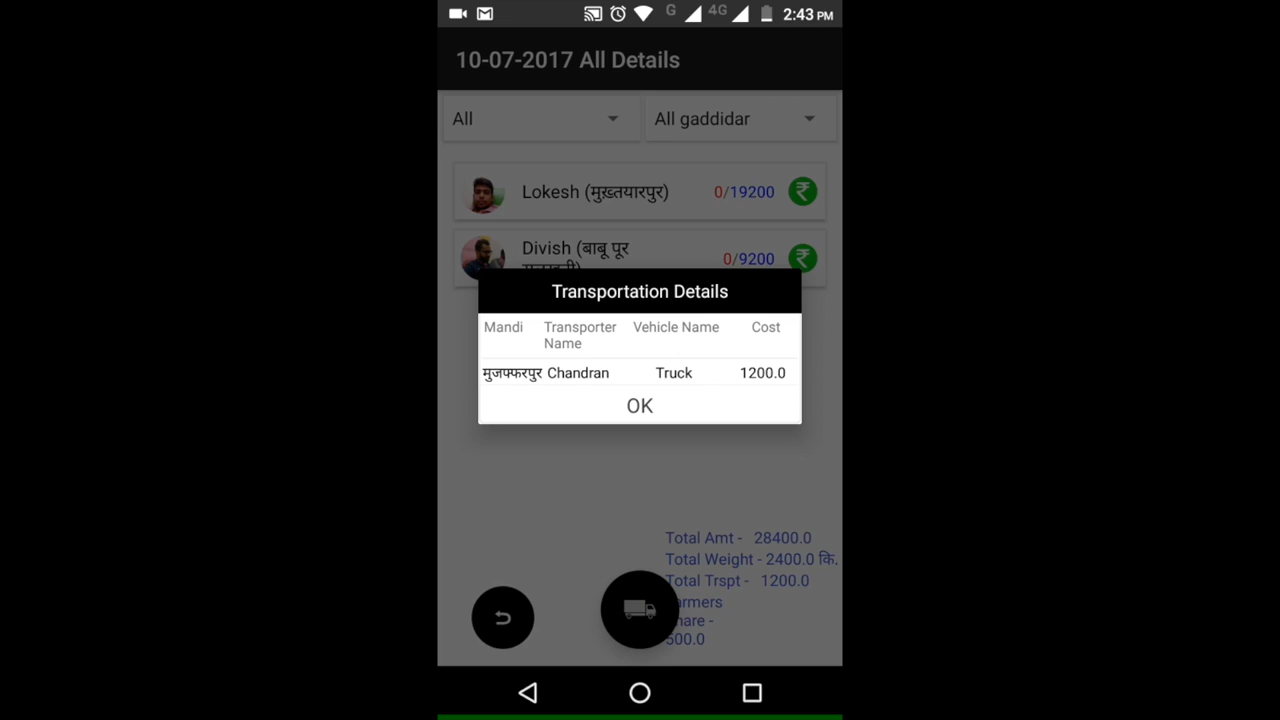 G 4G 2:43 PM
10-07-2017 All Details
All All gaddidar
Lokesh (मुख़्तयारपुर) 0/19200
Divish (बाबू पूर
0/9200
Transportation Details
Mandi Transporter Name Vehicle Name Cost
मुजफ्फरपुर Chandran Truck 1200.0
OK
Total Amt - 28400.0
Total Weight - 2400.0 कि.
Total Trspt - 1200.0
armers
hare -
500.0